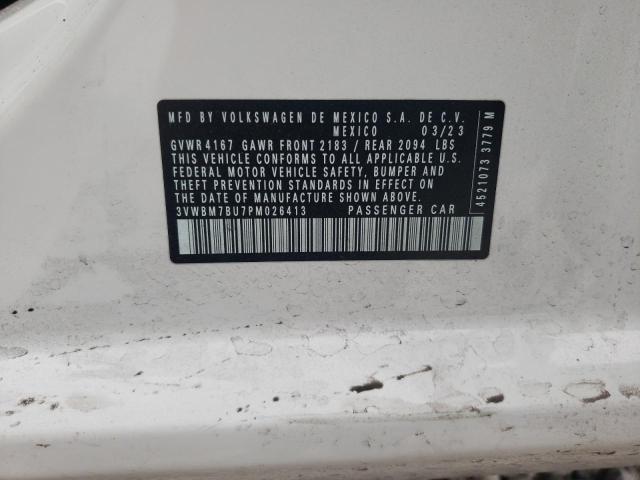 MFD BY VOLKSWAGEN DE MEXICO S.A. DE C.V.
MEXICO 03/23
GVWR4167 GAWR FRONT 2183 / REAR 2094 LBS
THIS VEHICLE CONFORMS TO ALL APPLICABLE U.S.
FEDERAL MOTOR VEHICLE SAFETY, BUMPER AND
THEFT PREVENTION STANDARDS IN EFFECT ON
THE DATE OF MANUFACTURE SHOWN ABOVE.
3VWBM7BU7PM026413 PASSENGER CAR
4521073 3779 M